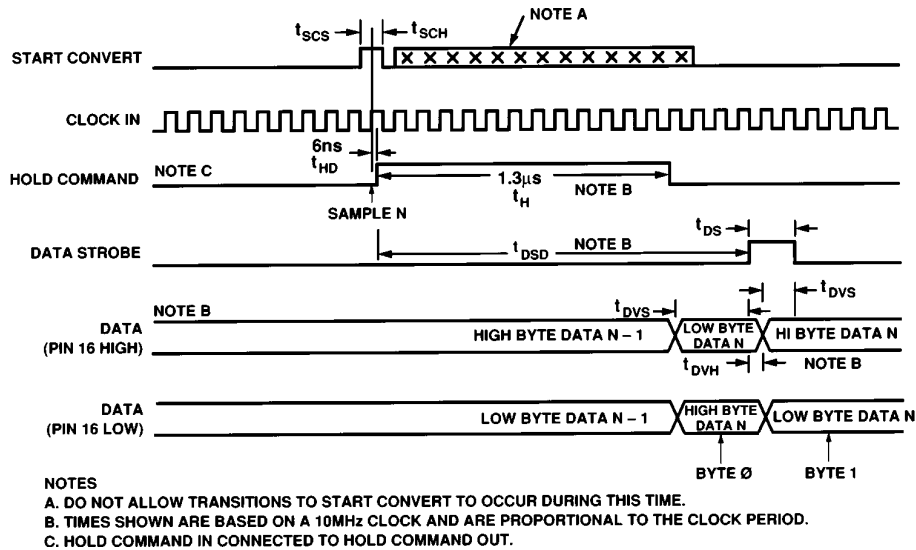 NOTE A
tSCS
tSCH
START CONVERT
X X X X X X X X X X X X X
CLOCK IN
6ns
tHD
NOTE C
HOLD COMMAND
1.3μs
tH
NOTE B
SAMPLE N
tDS
DATA STROBE
tDSD
NOTE B
tDVS
NOTE B
tDVS
DATA
(PIN 16 HIGH)
HIGH BYTE DATA N – 1
LOW BYTE
DATA N
HI BYTE DATA N
tDVH
NOTE B
DATA
(PIN 16 LOW)
LOW BYTE DATA N – 1
HIGH BYTE
DATA N
LOW BYTE DATA N
BYTE Ø
BYTE 1
NOTES
A. DO NOT ALLOW TRANSITIONS TO START CONVERT TO OCCUR DURING THIS TIME.
B. TIMES SHOWN ARE BASED ON A 10MHz CLOCK AND ARE PROPORTIONAL TO THE CLOCK PERIOD.
C. HOLD COMMAND IN CONNECTED TO HOLD COMMAND OUT.